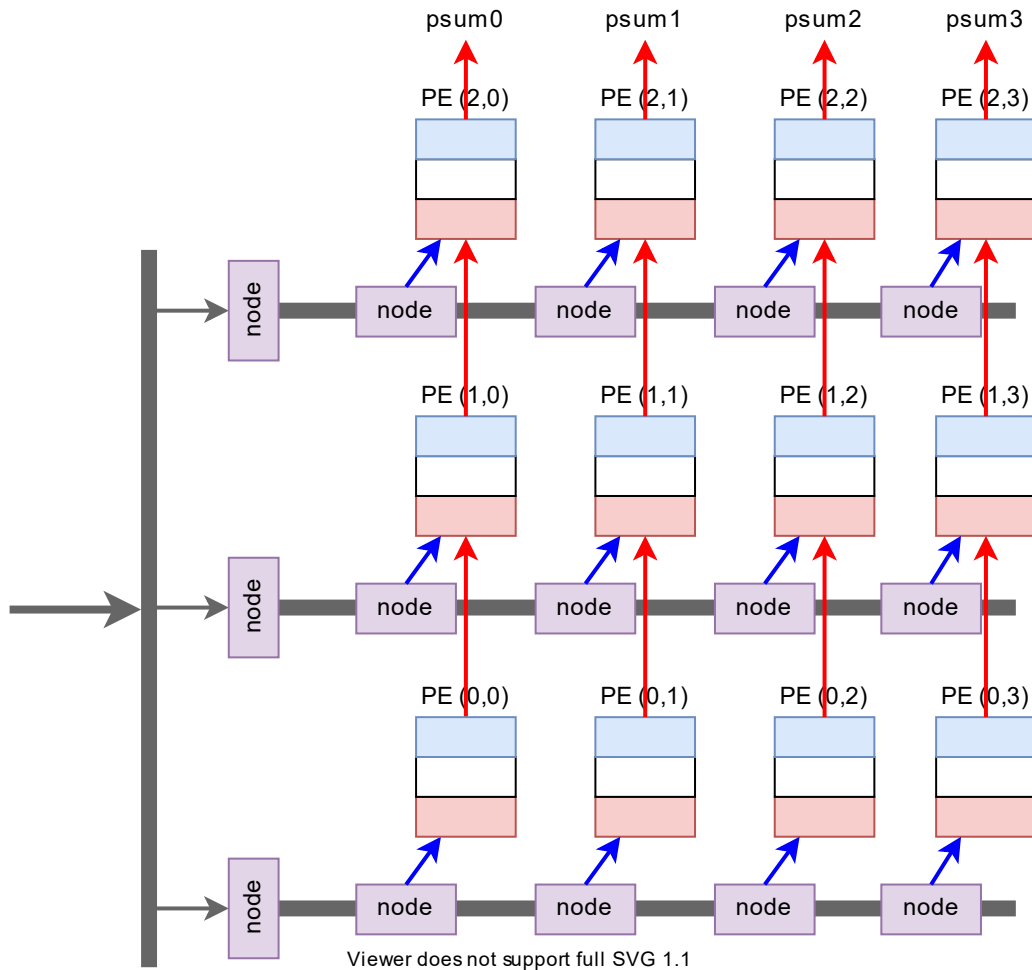 psum0 psum1 psum2 psum3
PE (2,0) PE (2,1) PE (2,2) PE (2,3)
node node node node node
PE (1,0) PE (1,1) PE (1,2) PE (1,3)
node node node node node
PE (0,0) PE (0,1) PE (0,2) PE (0,3)
node node node node node
Viewer does not support full SVG 1.1